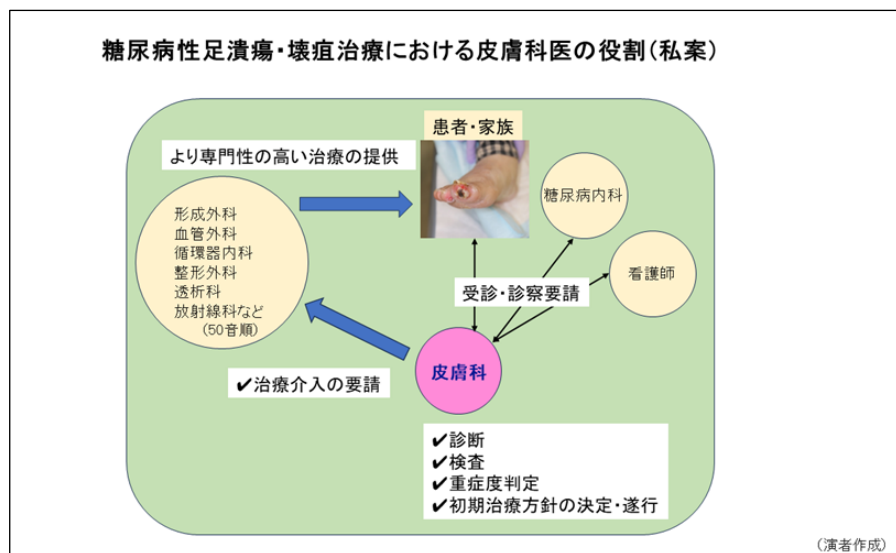 糖尿病性足潰瘍・壊疽治療における皮膚科医の役割（私案）
患者・家族
より専門性の高い治療の提供
糖尿病内科
形成外科
血管外科
循環器内科
整形外科
透析科
放射線科など
（50音順）
看護師
受診・診察要請
皮膚科
✔治療介入の要請
✔診断
✔検査
✔重症度判定
✔初期治療方針の決定・遂行
（演者作成）